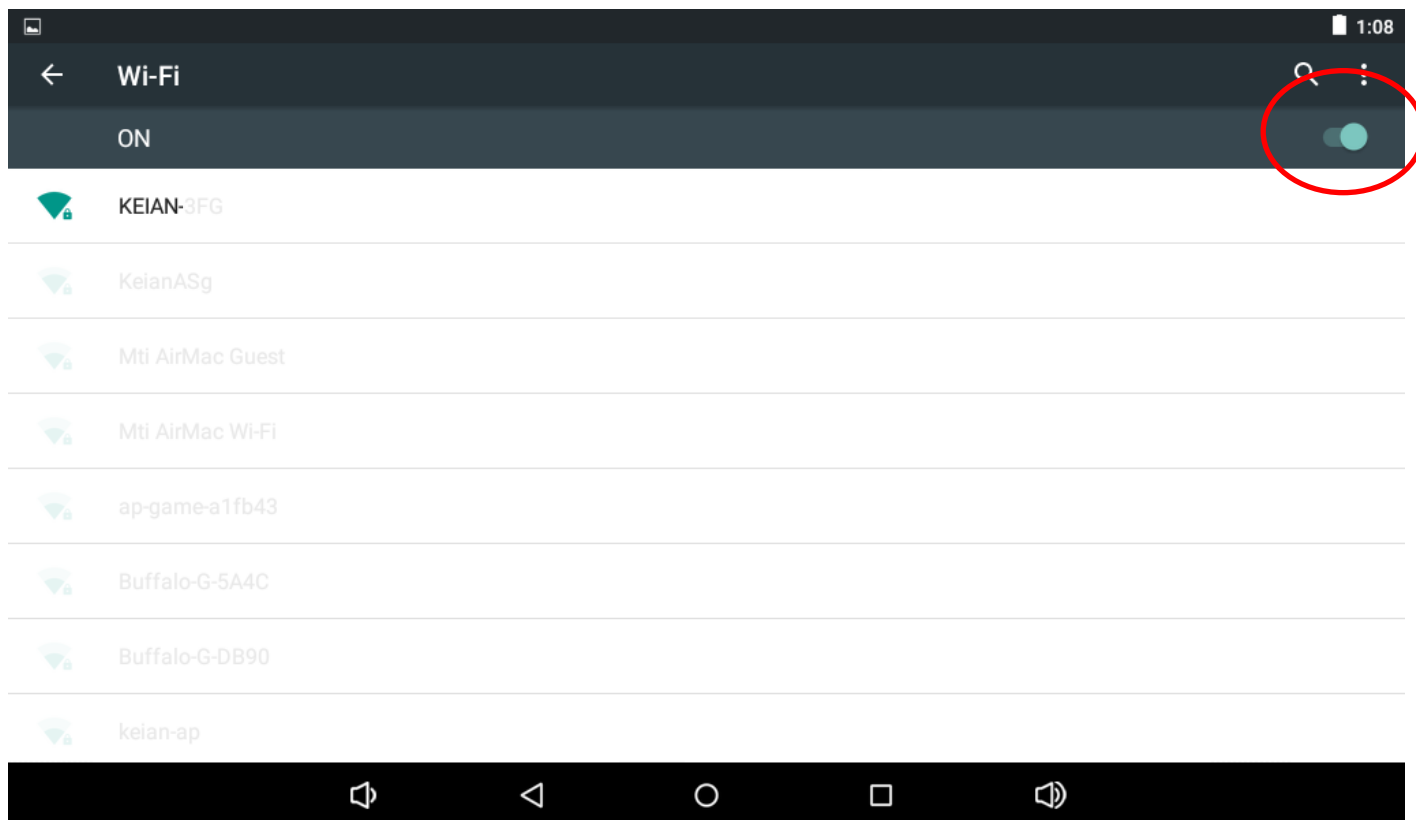 1:08
Wi-Fi
ON
KEIAN-3FG
KeianASg
Mti AirMac Guest
Mti AirMac Wi-Fi
ap-game-a1fb43
Buffalo-G-5A4C
Buffalo-G-DB90
keian-ap